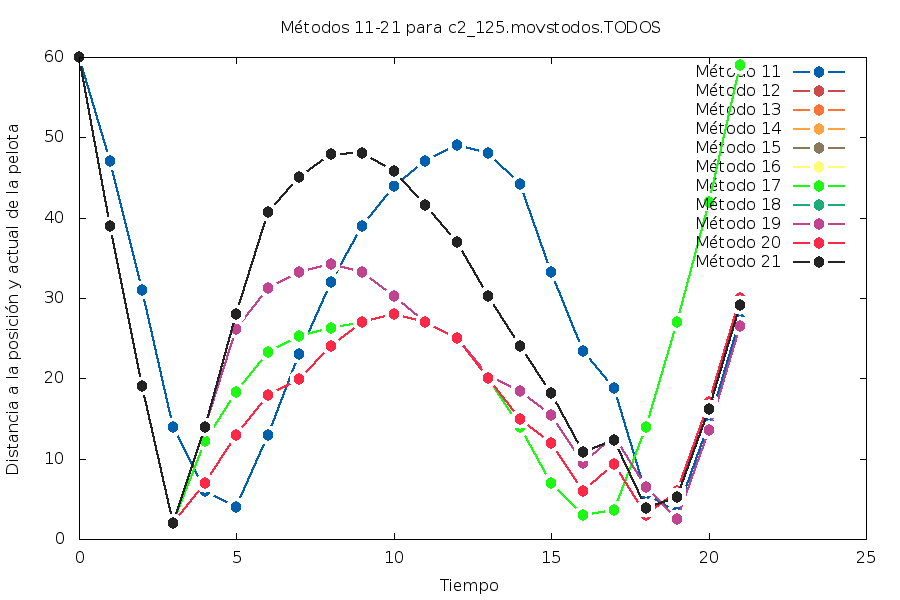 Métodos 11-21 para c2_125.movstodos.TODOS
Distancia a la posición y actual de la pelota
60
50
40
30
20
10
0
0
5
10
15
20
25
Tiempo
Método 11
Método 12
Método 13
Método 14
Método 15
Método 16
Método 17
Método 18
Método 19
Método 20
Método 21